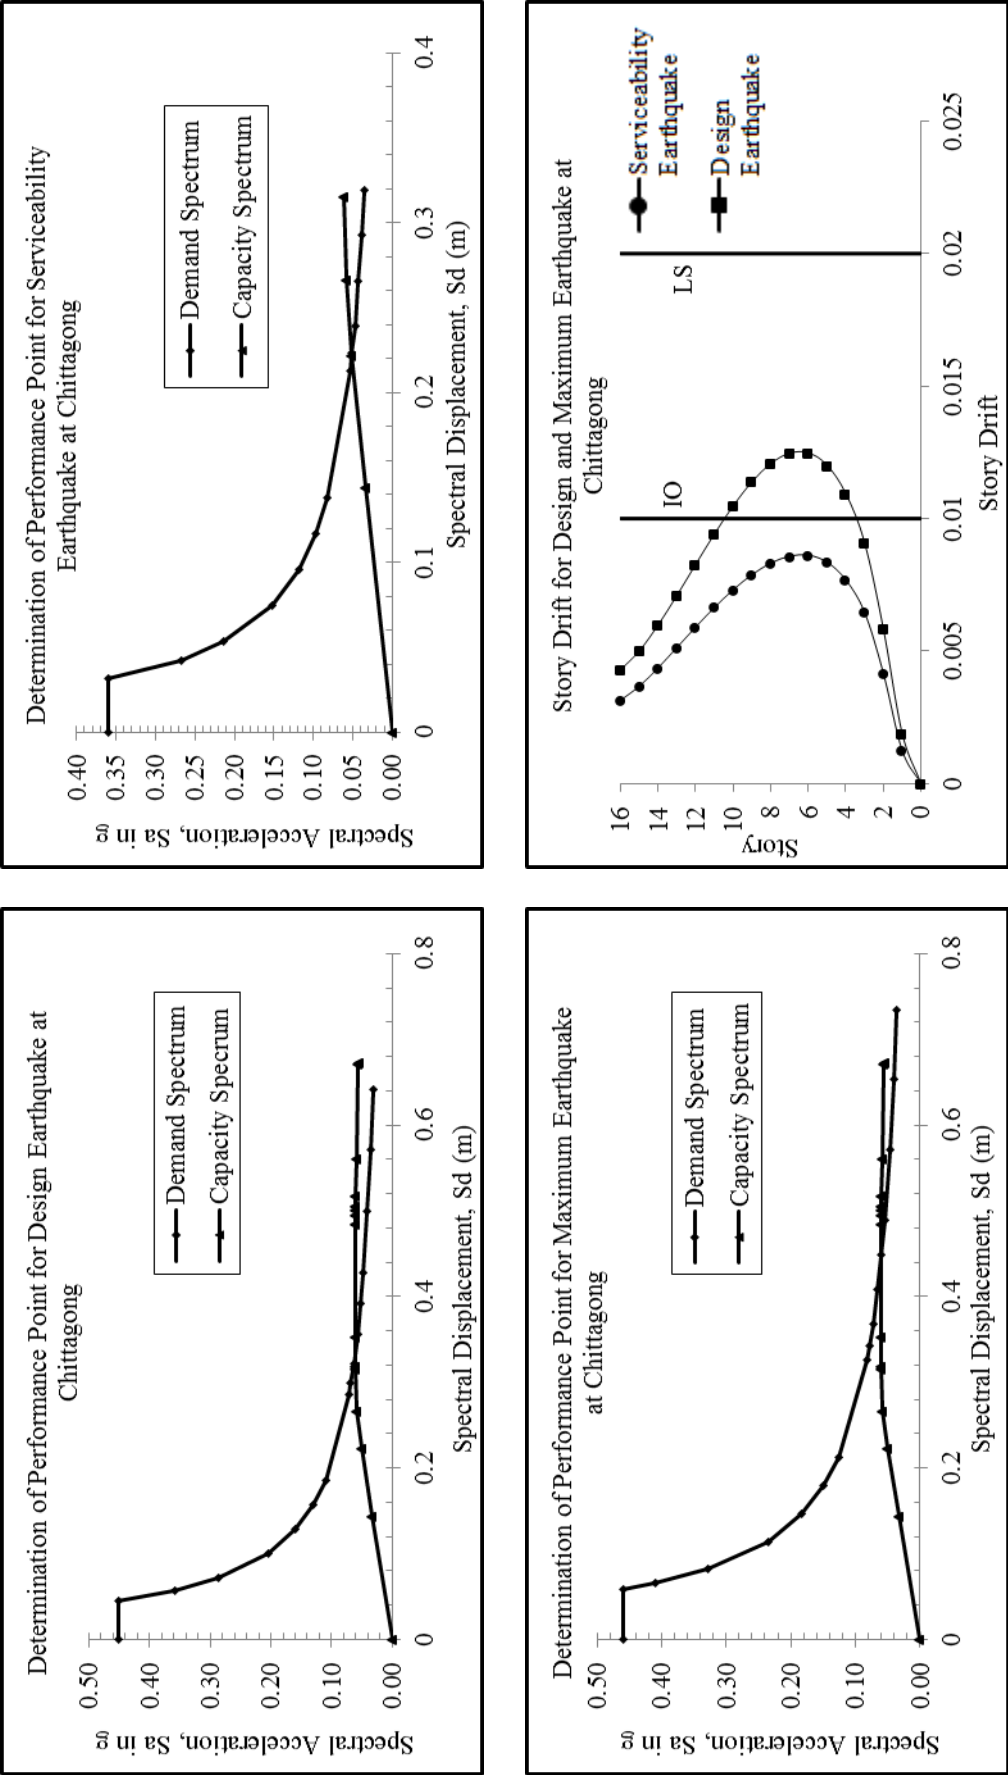 Determination of Performance Point for Design Earthquake at
Chittagong
Spectral Acceleration, Sa in g
0.50
0.40
0.30
0.20
0.10
0.00
Demand Spectrum
Capacity Specrum
0 0.2 0.4 0.6 0.8
Spectral Displacement, Sd (m)
Determination of Performance Point for Serviceability
Earthquake at Chittagong
Spectral Acceleration, Sa in g
0.40
0.35
0.30
0.25
0.20
0.15
0.10
0.05
0.00
Demand Spectrum
Capacity Spectrum
0 0.1 0.2 0.3 0.4
Spectral Displacement, Sd (m)
Determination of Performance Point for Maximum Earthquake
at Chittagong
Spectral Acceleration, Sa in g
0.50
0.40
0.30
0.20
0.10
0.00
Demand Spectrum
Capacity Spectrum
0 0.2 0.4 0.6 0.8
Spectral Displacement, Sd (m)
Story Drift for Design and Maximum Earthquake at
Chittagong
Story
16
14
12
10
8
6
4
2
0
IO
LS
Serviceability
Earthquake
Design
Earthquake
0 0.005 0.01 0.015 0.02 0.025
Story Drift